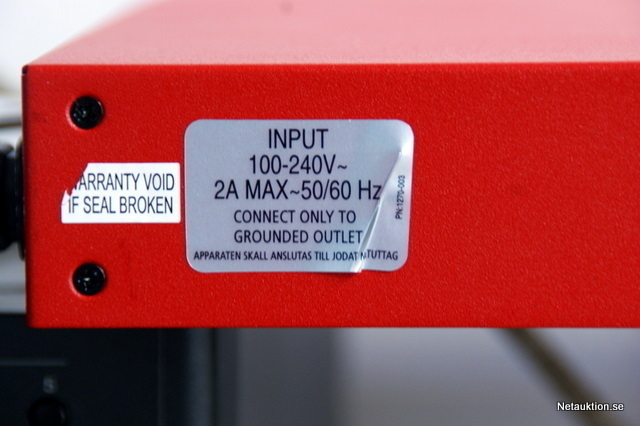 WARRANTY VOID
IF SEAL BROKEN
INPUT
100-240V~
2A MAX~50/60 Hz
CONNECT ONLY TO
GROUNDED OUTLET
APPARATEN SKALL ANSLUTAS TILL JODAT UTTAG
PN:1270-003
Netauktion.se